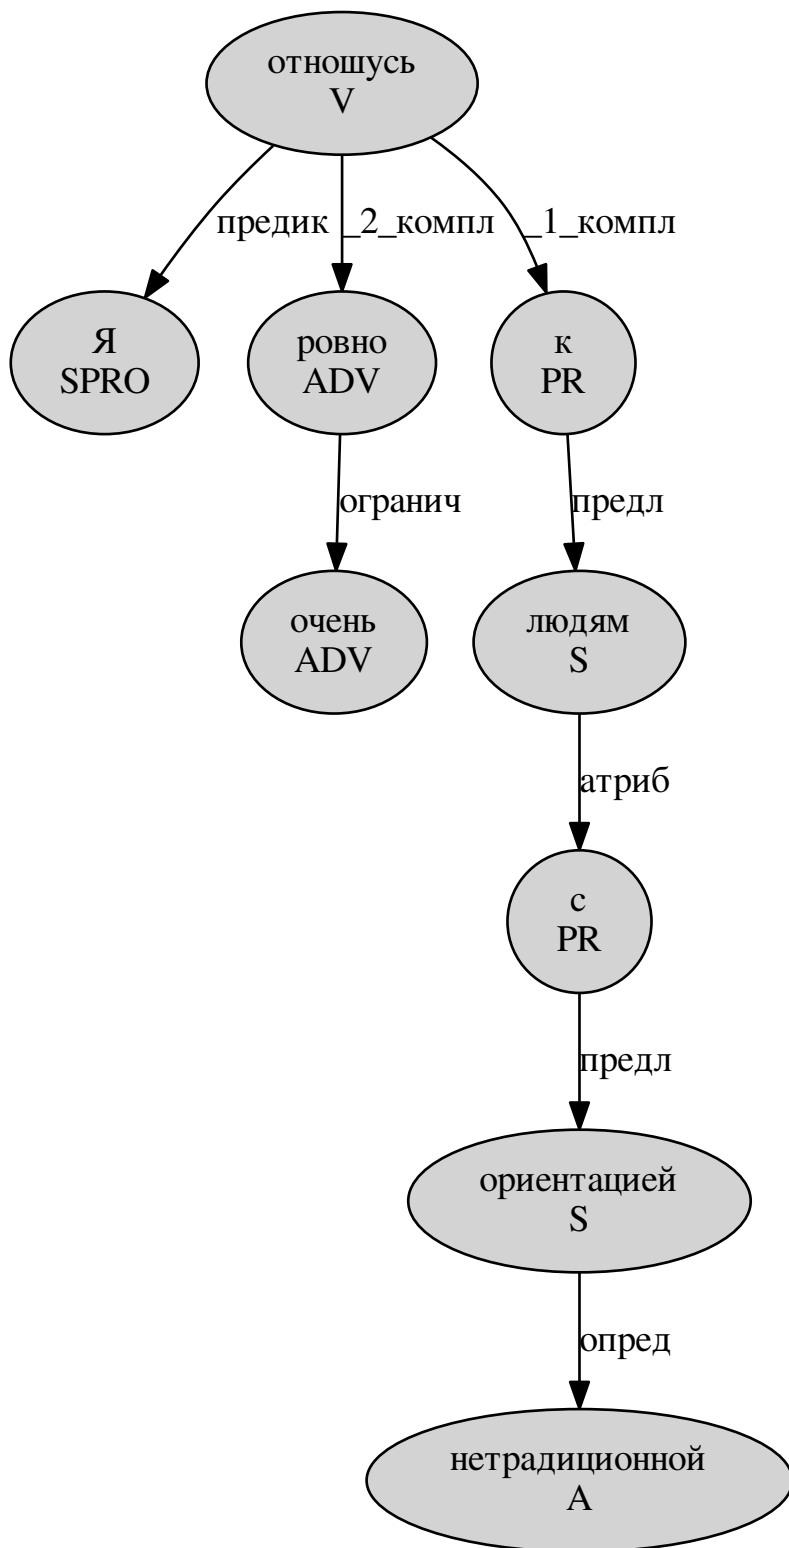 отношусь
V
предик
_2_компл
_1_компл
Я
SPRO
ровно
ADV
к
PR
огранич
предл
очень
ADV
людям
S
атриб
с
PR
предл
ориентацией
S
опред
нетрадиционной
A